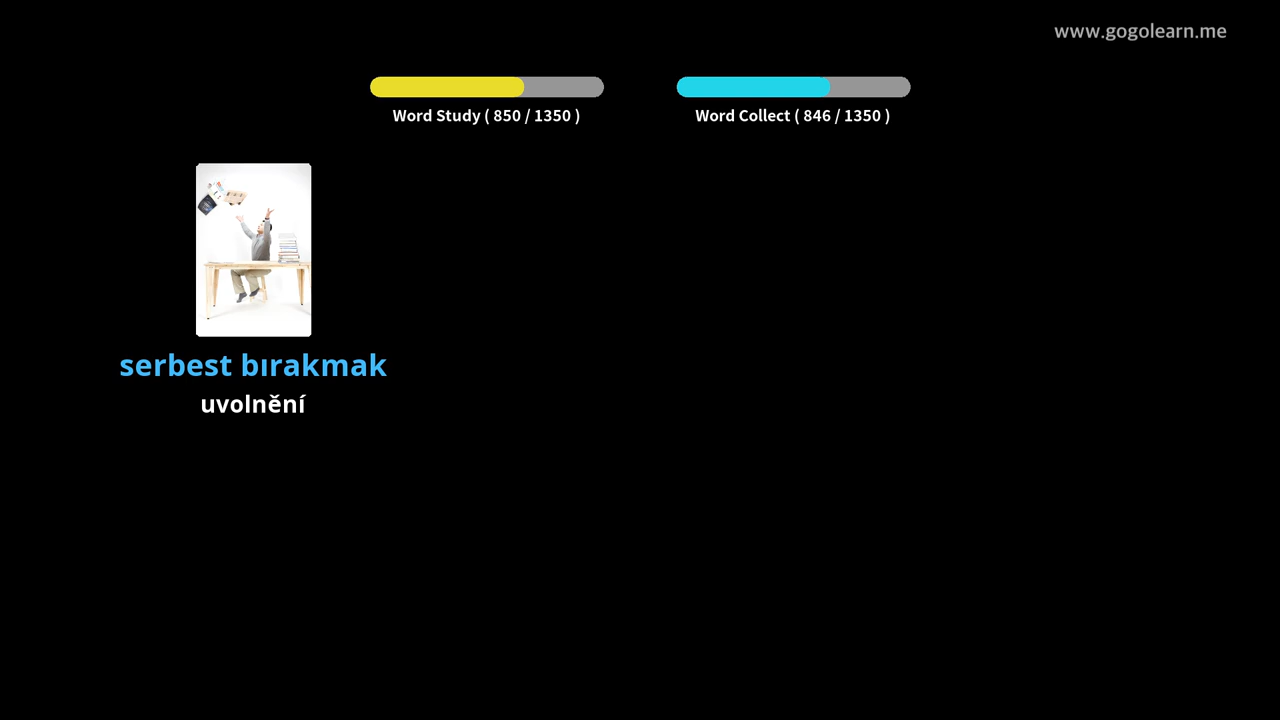 www.gogolearn.me
Word Study ( 850 / 1350 )
Word Collect ( 846 / 1350 )
serbest bırakmak
uvolnění